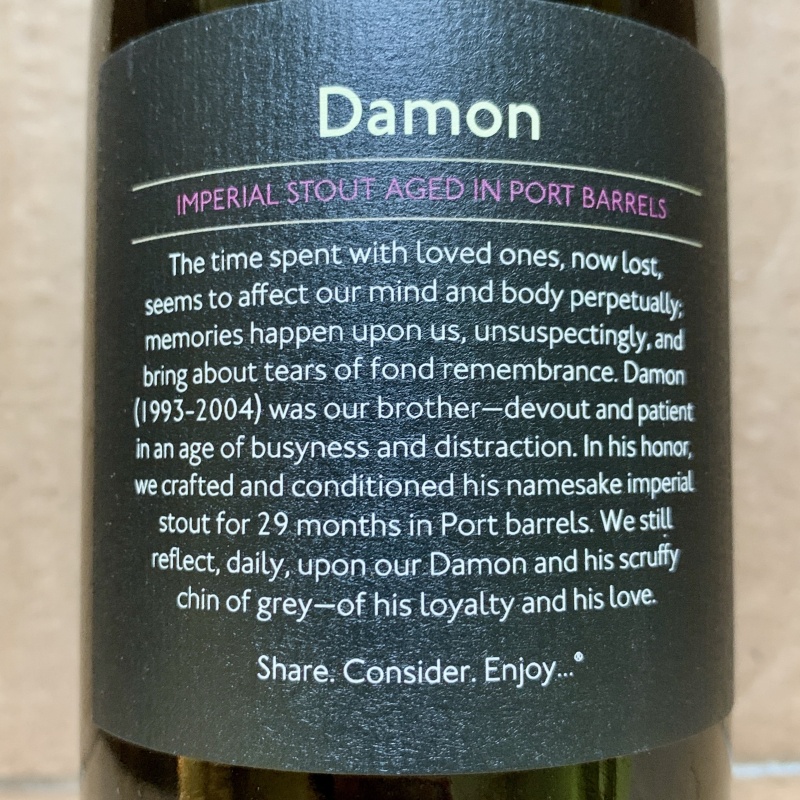 Damon
IMPERIAL STOUT AGED IN PORT BARRELS
The time spent with loved ones, now lost,
seems to affect our mind and body perpetually;
memories happen upon us, unsuspectingly, and
bring about tears of fond remembrance. Damon
(1993-2004) was our brother—devout and patient
in an age of busyness and distraction. In his honor,
we crafted and conditioned his namesake imperial
stout for 29 months in Port barrels. We still
reflect, daily, upon our Damon and his scruffy
chin of grey—of his loyalty and his love.
Share. Consider. Enjoy...®